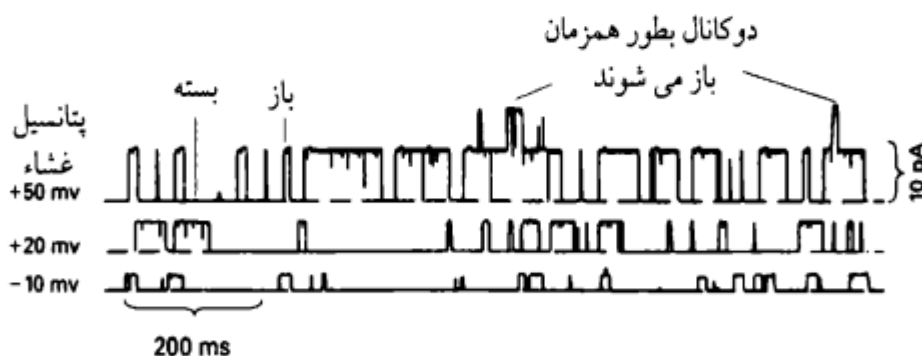 دوکانال بطور همزمان
باز می شوند
بسته
باز
پتانسیل
غشاء
+50 mv
10 pA
+20 mv
−10 mv
200 ms